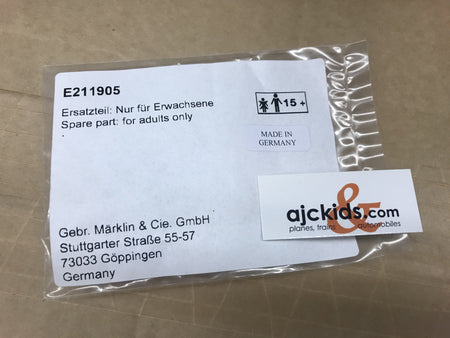 E211905
Ersatzteil: Nur für Erwachsene
Spare part: for adults only
.
15 +
MADE IN
GERMANY
Gebr. Märklin & Cie. GmbH
Stuttgarter Straße 55-57
73033 Göppingen
Germany
&
ajckids.com
planes, trains automobiles